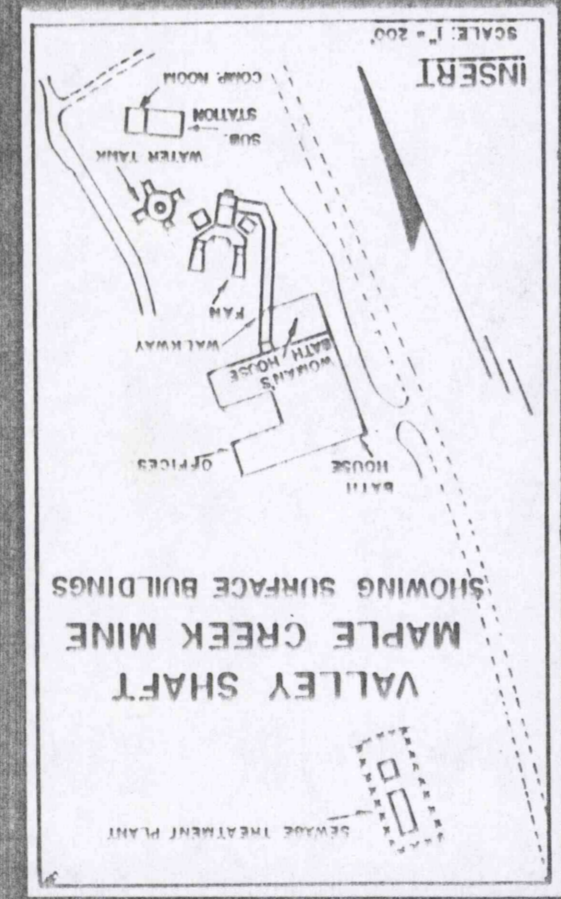 SEWAGE TREATMENT PLANT
VALLEY SHAFT
MAPLE CREEK MINE
SHOWING SURFACE BUILDINGS
BATH
HOUSE
OFFICES
WOMAN'S
BATH HOUSE
WALKWAY
FAN
WATER TANK
SUB.
STATION
COMP. ROOM
INSERT
SCALE: 1" = 200'